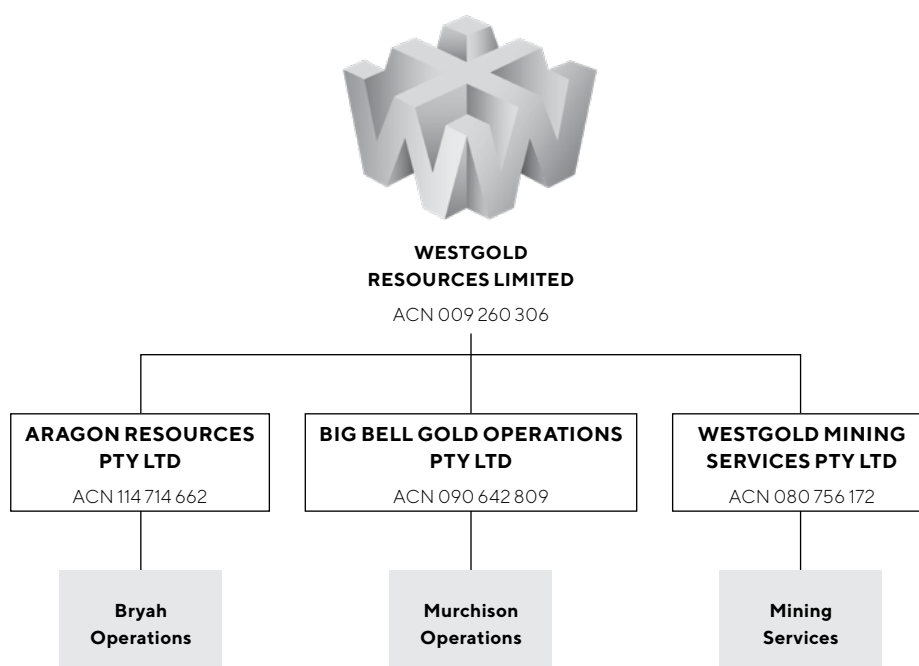 WESTGOLD
RESOURCES LIMITED
ACN 009 260 306
ARAGON RESOURCES
PTY LTD
ACN 114 714 662
BIG BELL GOLD OPERATIONS
PTY LTD
ACN 090 642 809
WESTGOLD MINING
SERVICES PTY LTD
ACN 080 756 172
Bryah
Operations
Murchison
Operations
Mining
Services